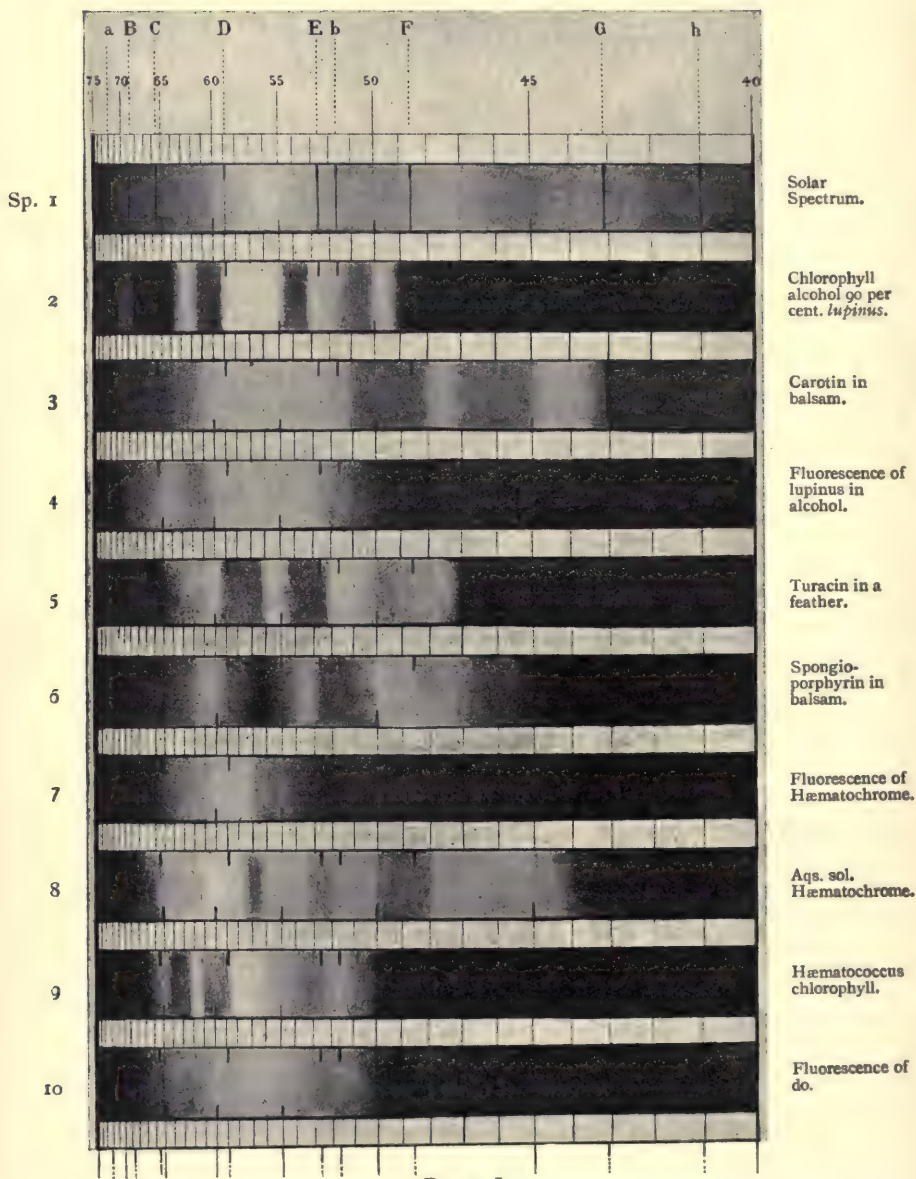 a B C D E b F G h
75 70 65 60 55 50 45 40
Sp. 1
Solar
Spectrum.
2
Chlorophyll
alcohol 90 per
cent. lupinus.
3
Carotin in
balsam.
4
Fluorescence of
lupinus in
alcohol.
5
Turacin in a
feather.
6
Spongio-
porphyrin in
balsam.
7
Fluorescence of
Hæmatochrome.
8
Aqs. sol.
Hæmatochrome.
9
Hæmatococcus
chlorophyll.
10
Fluorescence of
do.